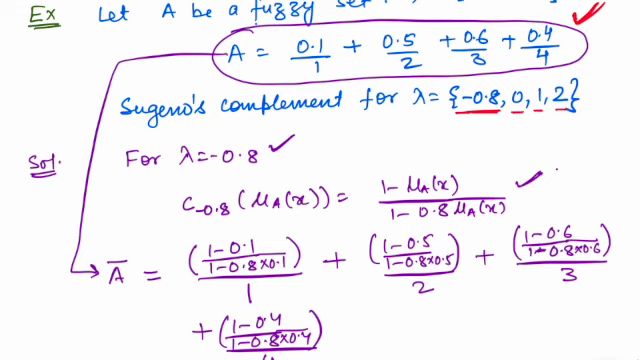 Ex Let A be a fuzzy set
A = 0.1/1 + 0.5/2 + 0.6/3 + 0.4/4
Sugeno's complement for λ = {-0.8, 0, 1, 2}
Sol. For λ = -0.8
C-0.8 (μA(x)) = 1 - μA(x) / 1 - 0.8 μA(x)
A̅ = (1-0.1 / 1-0.8×0.1)/1 + (1-0.5 / 1-0.8×0.5)/2 + (1-0.6 / 1-0.8×0.6)/3
+ (1-0.4 / 1-0.8×0.4)